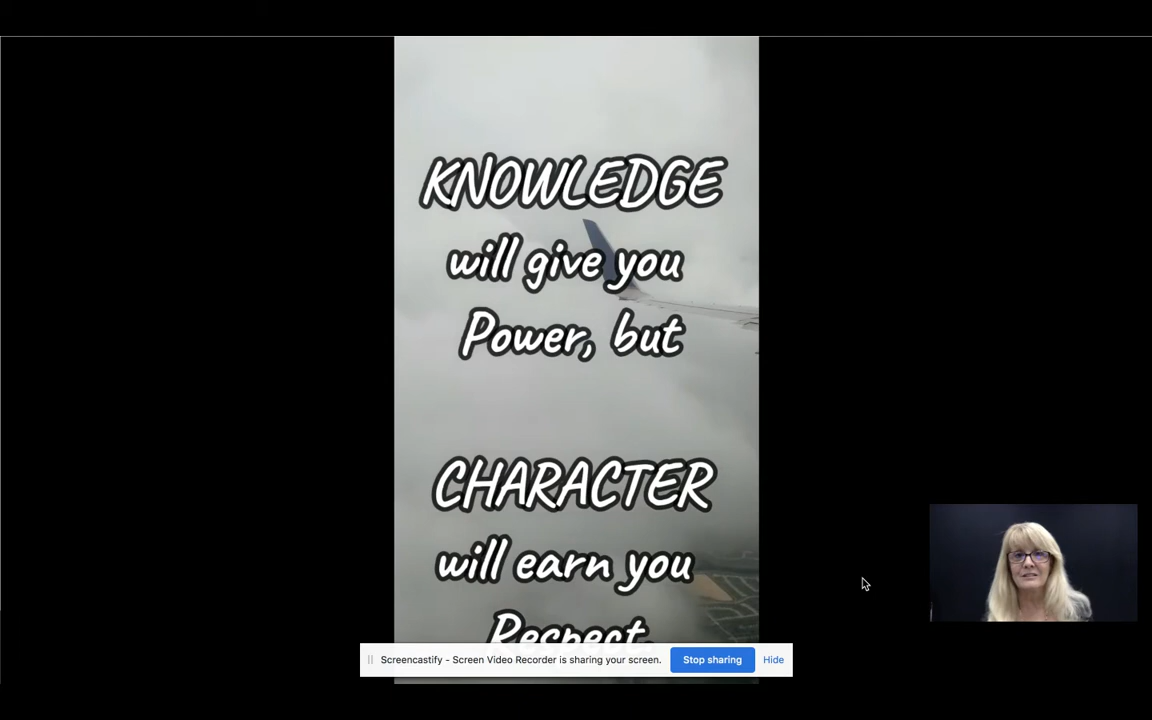 KNOWLEDGE
will give you
Power, but
CHARACTER
will earn you
Respect.
Screencastify - Screen Video Recorder is sharing your screen.
Stop sharing
Hide